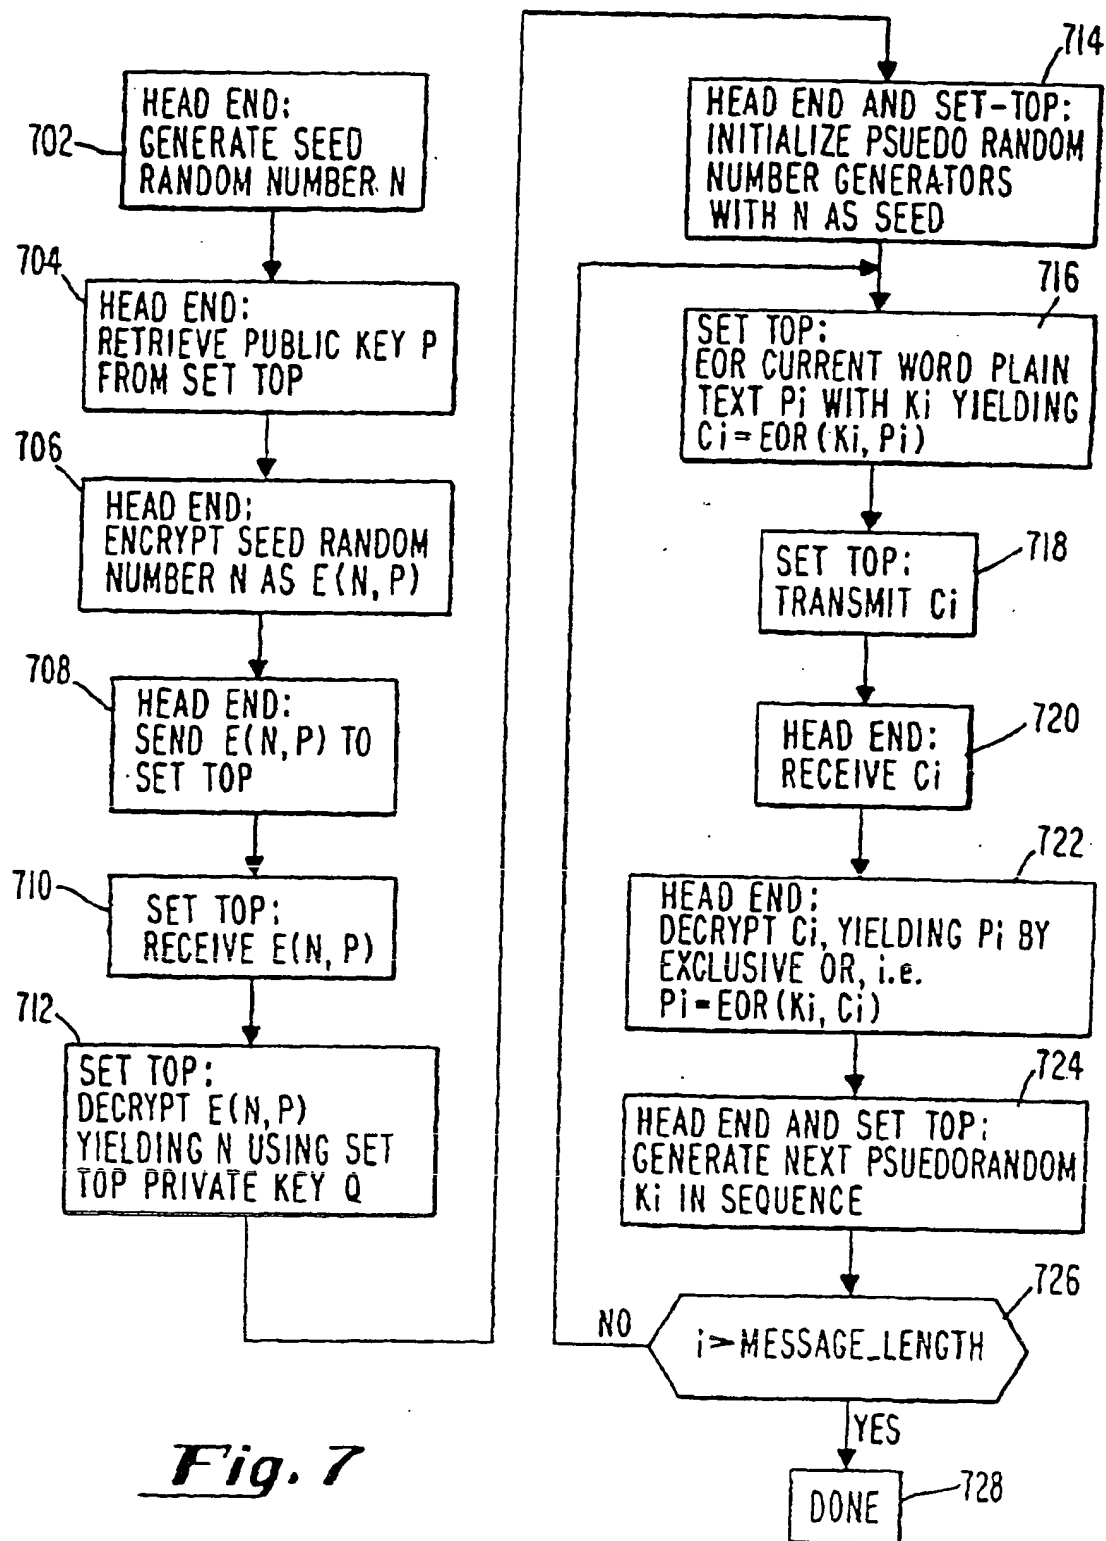 702
HEAD END:
GENERATE SEED
RANDOM NUMBER N
704
HEAD END:
RETRIEVE PUBLIC KEY P
FROM SET TOP
706
HEAD END:
ENCRYPT SEED RANDOM
NUMBER N AS E(N, P)
708
HEAD END:
SEND E(N, P) TO
SET TOP
710
SET TOP:
RECEIVE E(N, P)
712
SET TOP:
DECRYPT E(N, P)
YIELDING N USING SET
TOP PRIVATE KEY Q
714
HEAD END AND SET-TOP:
INITIALIZE PSUEDO RANDOM
NUMBER GENERATORS
WITH N AS SEED
716
SET TOP:
EOR CURRENT WORD PLAIN
TEXT Pi WITH Ki YIELDING
Ci=EOR(Ki, Pi)
718
SET TOP:
TRANSMIT Ci
720
HEAD END:
RECEIVE Ci
722
HEAD END:
DECRYPT Ci, YIELDING Pi BY
EXCLUSIVE OR, i.e.
Pi=EOR(Ki, Ci)
724
HEAD END AND SET TOP:
GENERATE NEXT PSUEDORANDOM
Ki IN SEQUENCE
726
i>MESSAGE_LENGTH
NO
YES
DONE
728
Fig. 7